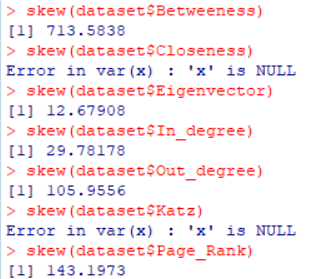 > skew(dataset$Betweeness)
[1] 713.5838
> skew(dataset$Closeness)
Error in var(x) : 'x' is NULL
> skew(dataset$Eigenvector)
[1] 12.67908
> skew(dataset$In_degree)
[1] 29.78178
> skew(dataset$Out_degree)
[1] 105.9556
> skew(dataset$Katz)
Error in var(x) : 'x' is NULL
> skew(dataset$Page_Rank)
[1] 143.1973